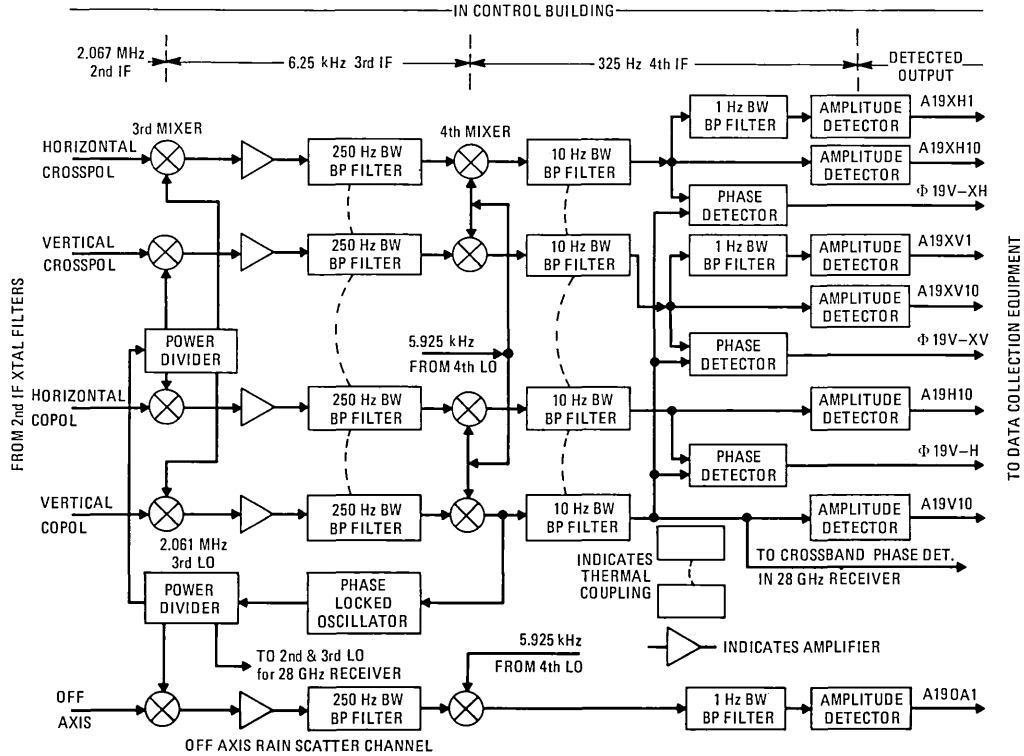 IN CONTROL BUILDING
2.067 MHz
2nd IF
6.25 kHz 3rd IF
325 Hz 4th IF
DETECTED
OUTPUT
FROM 2nd IF XTAL FILTERS
TO DATA COLLECTION EQUIPMENT
3rd MIXER
4th MIXER
HORIZONTAL
CROSSPOL
250 Hz BW
BP FILTER
10 Hz BW
BP FILTER
1 Hz BW
BP FILTER
AMPLITUDE
DETECTOR
A19XH1
AMPLITUDE
DETECTOR
A19XH10
PHASE
DETECTOR
Φ 19V–XH
VERTICAL
CROSSPOL
250 Hz BW
BP FILTER
10 Hz BW
BP FILTER
1 Hz BW
BP FILTER
AMPLITUDE
DETECTOR
A19XV1
AMPLITUDE
DETECTOR
A19XV10
POWER
DIVIDER
5.925 kHz
FROM 4th LO
PHASE
DETECTOR
Φ 19V–XV
HORIZONTAL
COPOL
250 Hz BW
BP FILTER
10 Hz BW
BP FILTER
AMPLITUDE
DETECTOR
A19H10
PHASE
DETECTOR
Φ 19V–H
VERTICAL
COPOL
250 Hz BW
BP FILTER
10 Hz BW
BP FILTER
AMPLITUDE
DETECTOR
A19V10
2.061 MHz
3rd LO
TO CROSSBAND PHASE DET.
IN 28 GHz RECEIVER
INDICATES
THERMAL
COUPLING
POWER
DIVIDER
PHASE
LOCKED
OSCILLATOR
INDICATES AMPLIFIER
TO 2nd & 3rd LO
for 28 GHz RECEIVER
5.925 kHz
FROM 4th LO
OFF
AXIS
250 Hz BW
BP FILTER
1 Hz BW
BP FILTER
AMPLITUDE
DETECTOR
A19OA1
OFF AXIS RAIN SCATTER CHANNEL